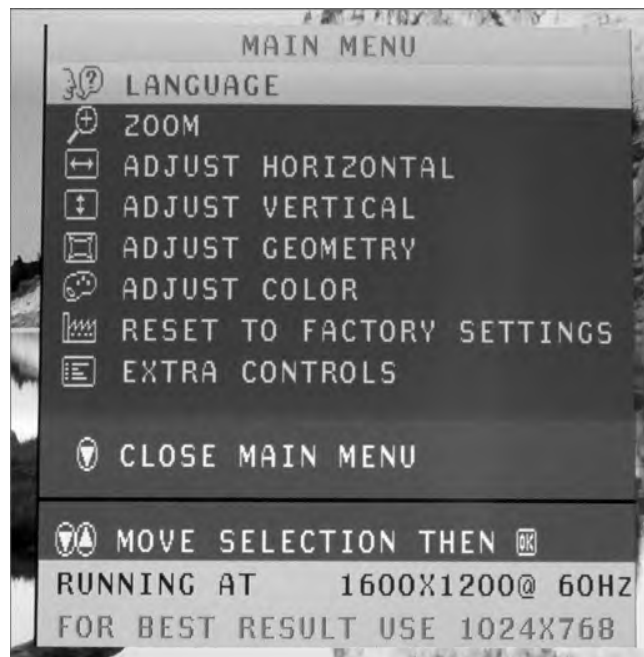 MAIN MENU
LANGUAGE
ZOOM
ADJUST HORIZONTAL
ADJUST VERTICAL
ADJUST GEOMETRY
ADJUST COLOR
RESET TO FACTORY SETTINGS
EXTRA CONTROLS
CLOSE MAIN MENU
MOVE SELECTION THEN OK
RUNNING AT 1600X1200@ 60HZ
FOR BEST RESULT USE 1024X768